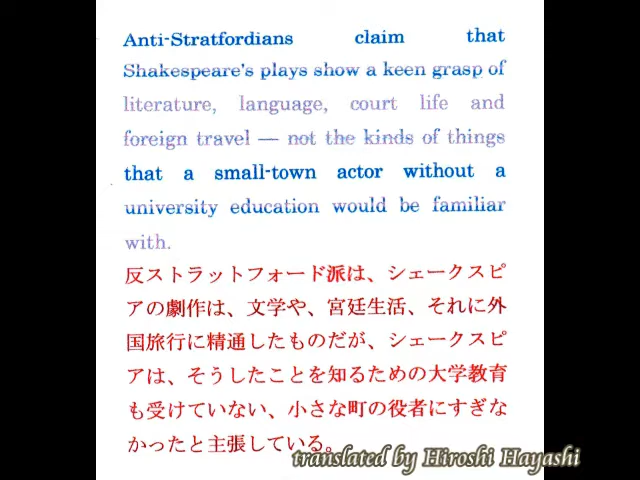 Anti-Stratfordians claim that
Shakespeare's plays show a keen grasp of
literature, language, court life and
foreign travel — not the kinds of things
that a small-town actor without a
university education would be familiar
with.
反ストラットフォード派は、シェークスピ
アの劇作は、文学や、宮廷生活、それに外
国旅行に精通したものだが、シェークスピ
アは、そうしたことを知るための大学教育
も受けていない、小さな町の役者にすぎな
かったと主張している。
translated by Hiroshi Hayashi